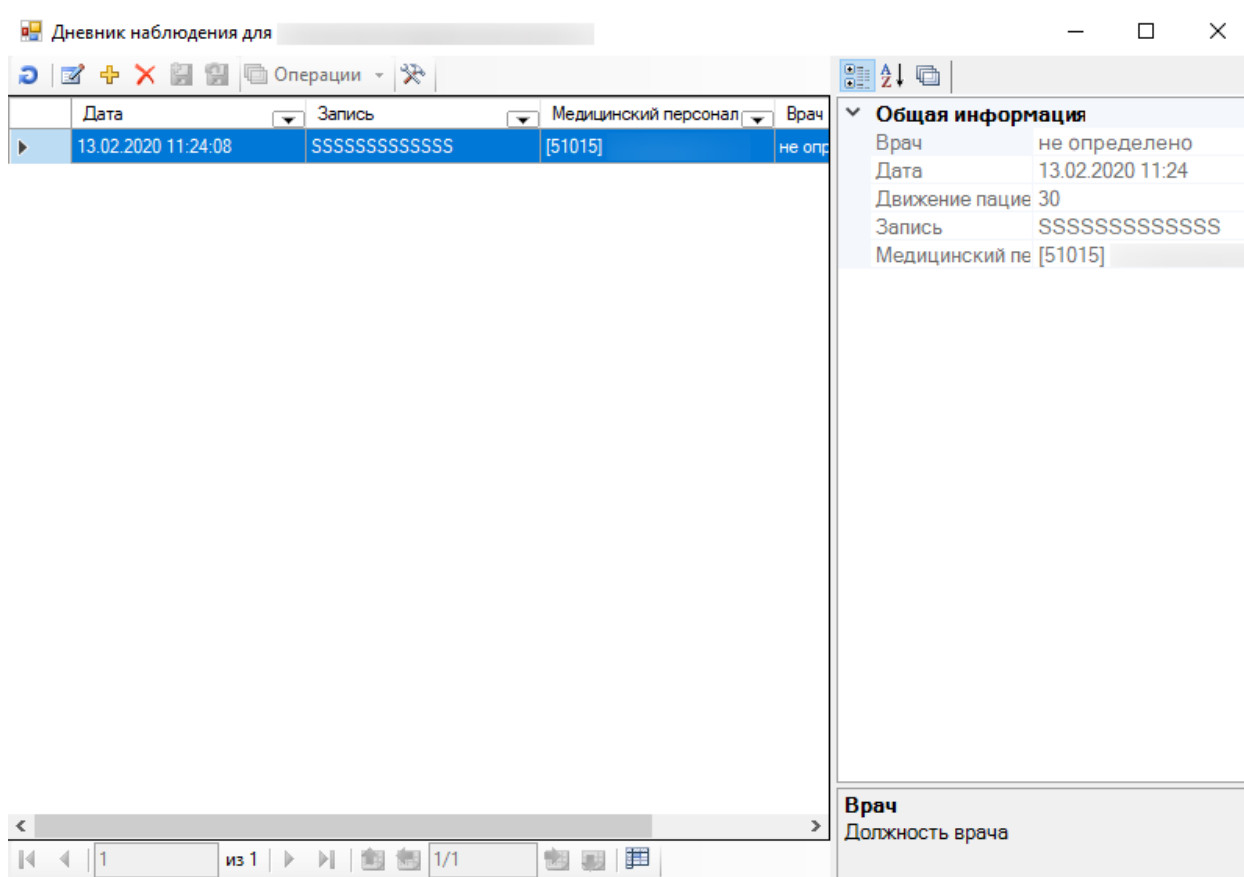 Дневник наблюдения для
Операции
Дата Запись Медицинский персонал Врач
13.02.2020 11:24:08 SSSSSSSSSSSSS [51015] не опр
1 из 1 1/1
Общая информация
Врач не определено
Дата 13.02.2020 11:24
Движение пацие 30
Запись SSSSSSSSSSSSS
Медицинский пе [51015]
Врач
Должность врача